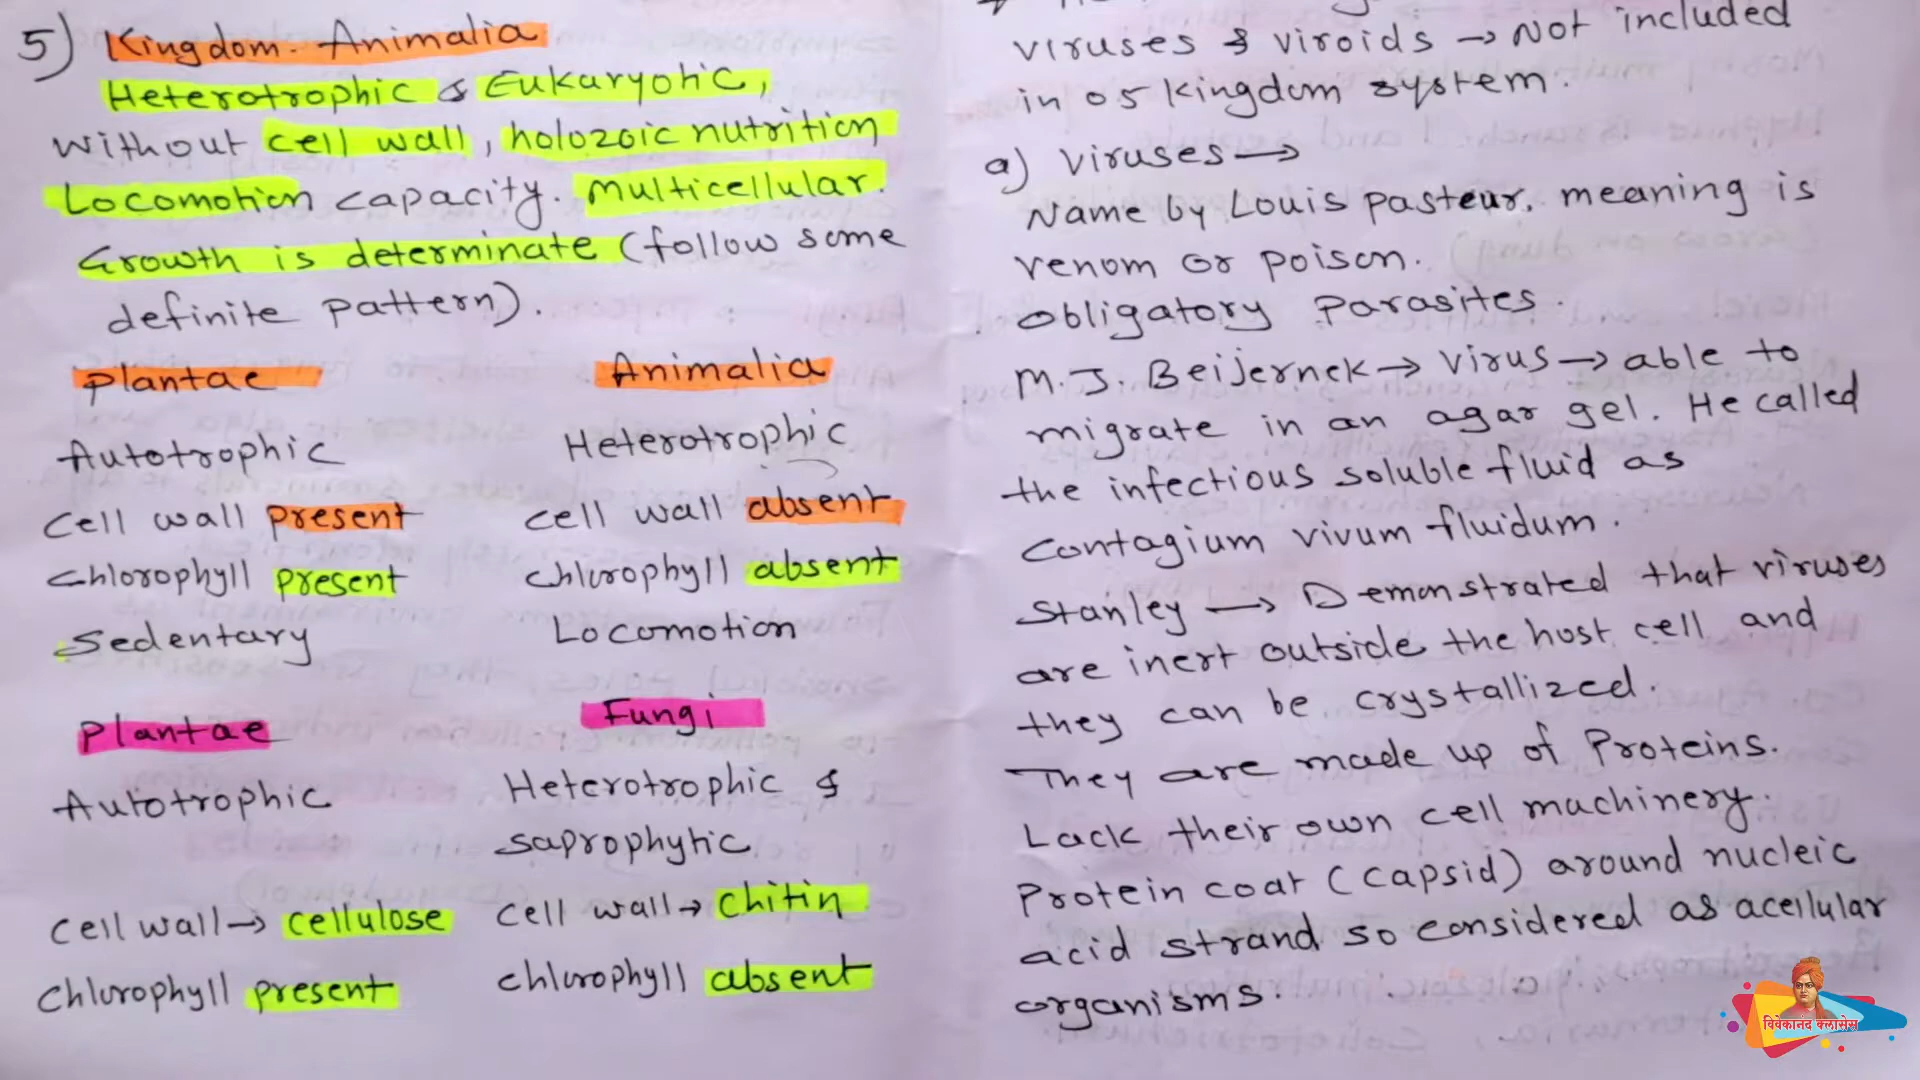 5) Kingdom. Animalia
Heterotrophic & Eukaryotic,
without cell wall, holozoic nutrition
Locomotion capacity. Multicellular.
Growth is determinate (follow some
definite pattern).
Plantae Animalia
Autotrophic Heterotrophic
cell wall present cell wall absent
chlorophyll present chlorophyll absent
Sedentary Locomotion
Plantae Fungi
Autotrophic Heterotrophic &
saprophytic
cell wall → cellulose cell wall → chitin
chlorophyll present chlorophyll absent
viruses & viroids → Not included
in 05 kingdom system.
a) Viruses →
Name by Louis Pasteur. meaning is
venom or poison.
obligatory Parasites.
M.J Beijernek → Virus → able to
migrate in an agar gel. He called
the infectious soluble fluid as
Contagium vivum fluidum.
Stanley → Demonstrated that viruses
are inert outside the host cell and
they can be crystallized.
They are made up of Proteins.
Lack their own cell machinery.
Protein coat (capsid) around nucleic
acid strand so considered as acellular
organisms.
विवेकानंद क्लासेस